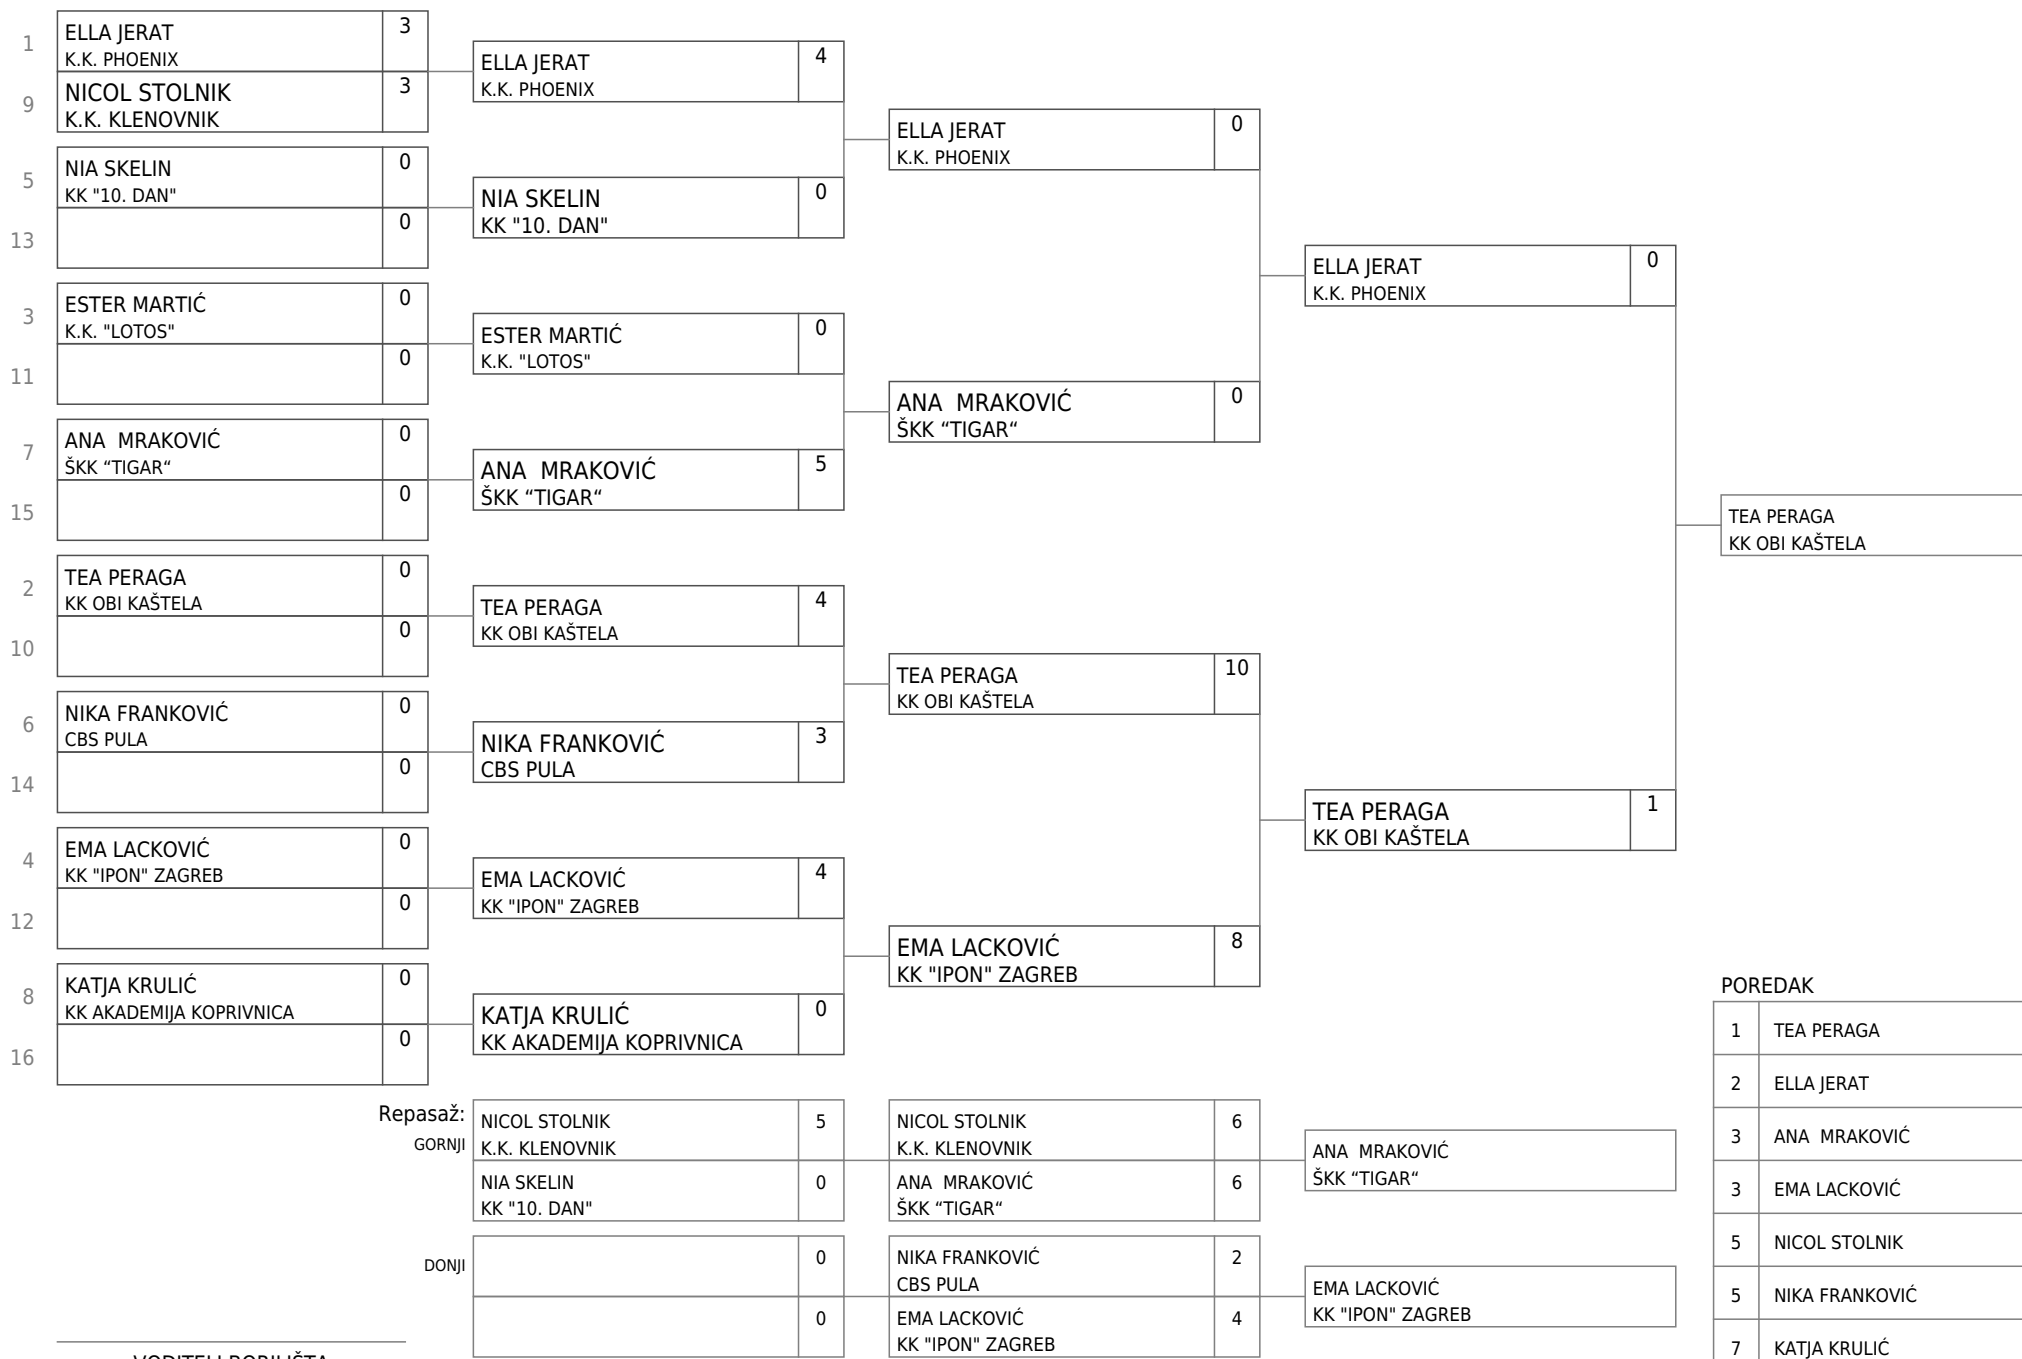 1
ELLA JERAT
K.K. PHOENIX
3
9
NICOL STOLNIK
K.K. KLENOVNIK
3
5
NIA SKELIN
KK "10. DAN"
0
13
0
3
ESTER MARTIĆ
K.K. "LOTOS"
0
11
0
7
ANA  MRAKOVIĆ
ŠKK “TIGAR“
0
15
0
2
TEA PERAGA
KK OBI KAŠTELA
0
10
0
6
NIKA FRANKOVIĆ
CBS PULA
0
14
0
4
EMA LACKOVIĆ
KK "IPON" ZAGREB
0
12
0
8
KATJA KRULIĆ
KK AKADEMIJA KOPRIVNICA
0
16
0
ELLA JERAT
K.K. PHOENIX
4
NIA SKELIN
KK "10. DAN"
0
ESTER MARTIĆ
K.K. "LOTOS"
0
ANA  MRAKOVIĆ
ŠKK “TIGAR“
5
TEA PERAGA
KK OBI KAŠTELA
4
NIKA FRANKOVIĆ
CBS PULA
3
EMA LACKOVIĆ
KK "IPON" ZAGREB
4
KATJA KRULIĆ
KK AKADEMIJA KOPRIVNICA
0
ELLA JERAT
K.K. PHOENIX
0
ANA  MRAKOVIĆ
ŠKK “TIGAR“
0
TEA PERAGA
KK OBI KAŠTELA
10
EMA LACKOVIĆ
KK "IPON" ZAGREB
8
ELLA JERAT
K.K. PHOENIX
0
TEA PERAGA
KK OBI KAŠTELA
1
TEA PERAGA
KK OBI KAŠTELA
Repasaž:
GORNJI
NICOL STOLNIK
K.K. KLENOVNIK
5
NIA SKELIN
KK "10. DAN"
0
NICOL STOLNIK
K.K. KLENOVNIK
6
ANA  MRAKOVIĆ
ŠKK “TIGAR“
6
ANA  MRAKOVIĆ
ŠKK “TIGAR“
DONJI
0
0
NIKA FRANKOVIĆ
CBS PULA
2
EMA LACKOVIĆ
KK "IPON" ZAGREB
4
EMA LACKOVIĆ
KK "IPON" ZAGREB
POREDAK
1 TEA PERAGA
2 ELLA JERAT
3 ANA  MRAKOVIĆ
3 EMA LACKOVIĆ
5 NICOL STOLNIK
5 NIKA FRANKOVIĆ
7 KATJA KRULIĆ
VODITELJ BORILIŠTA